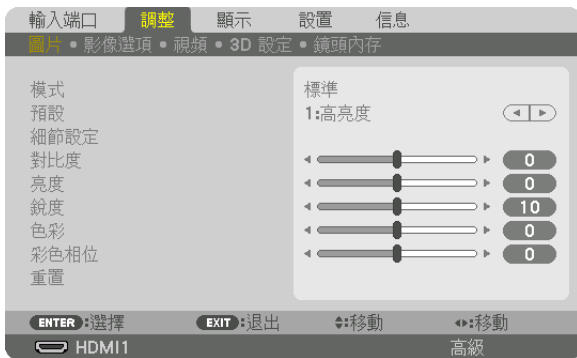 輸入端口 調整 顯示 設置 信息
圖片 • 影像選項 • 視頻 • 3D 設定 • 鏡頭內存
模式 標準
預設 1:高亮度
細節設定
對比度 0
亮度 0
銳度 10
色彩 0
彩色相位 0
重置
ENTER:選擇 EXIT:退出 :移動 :移動
HDMI1 高級